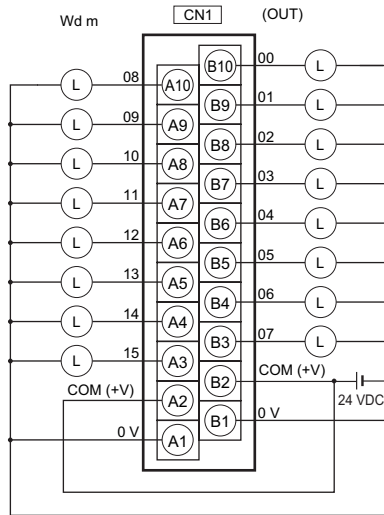 Wd m CN1 (OUT)
B10 00 L
L 08 A10
B9 01 L
L 09 A9
B8 02 L
L 10 A8
B7 03 L
L 11 A7
B6 04 L
L 12 A6
B5 05 L
L 13 A5
B4 06 L
L 14 A4
B3 07 L
L 15 A3
B2 COM (+V)
COM (+V) A2
24 VDC
B1 0 V
0 V A1